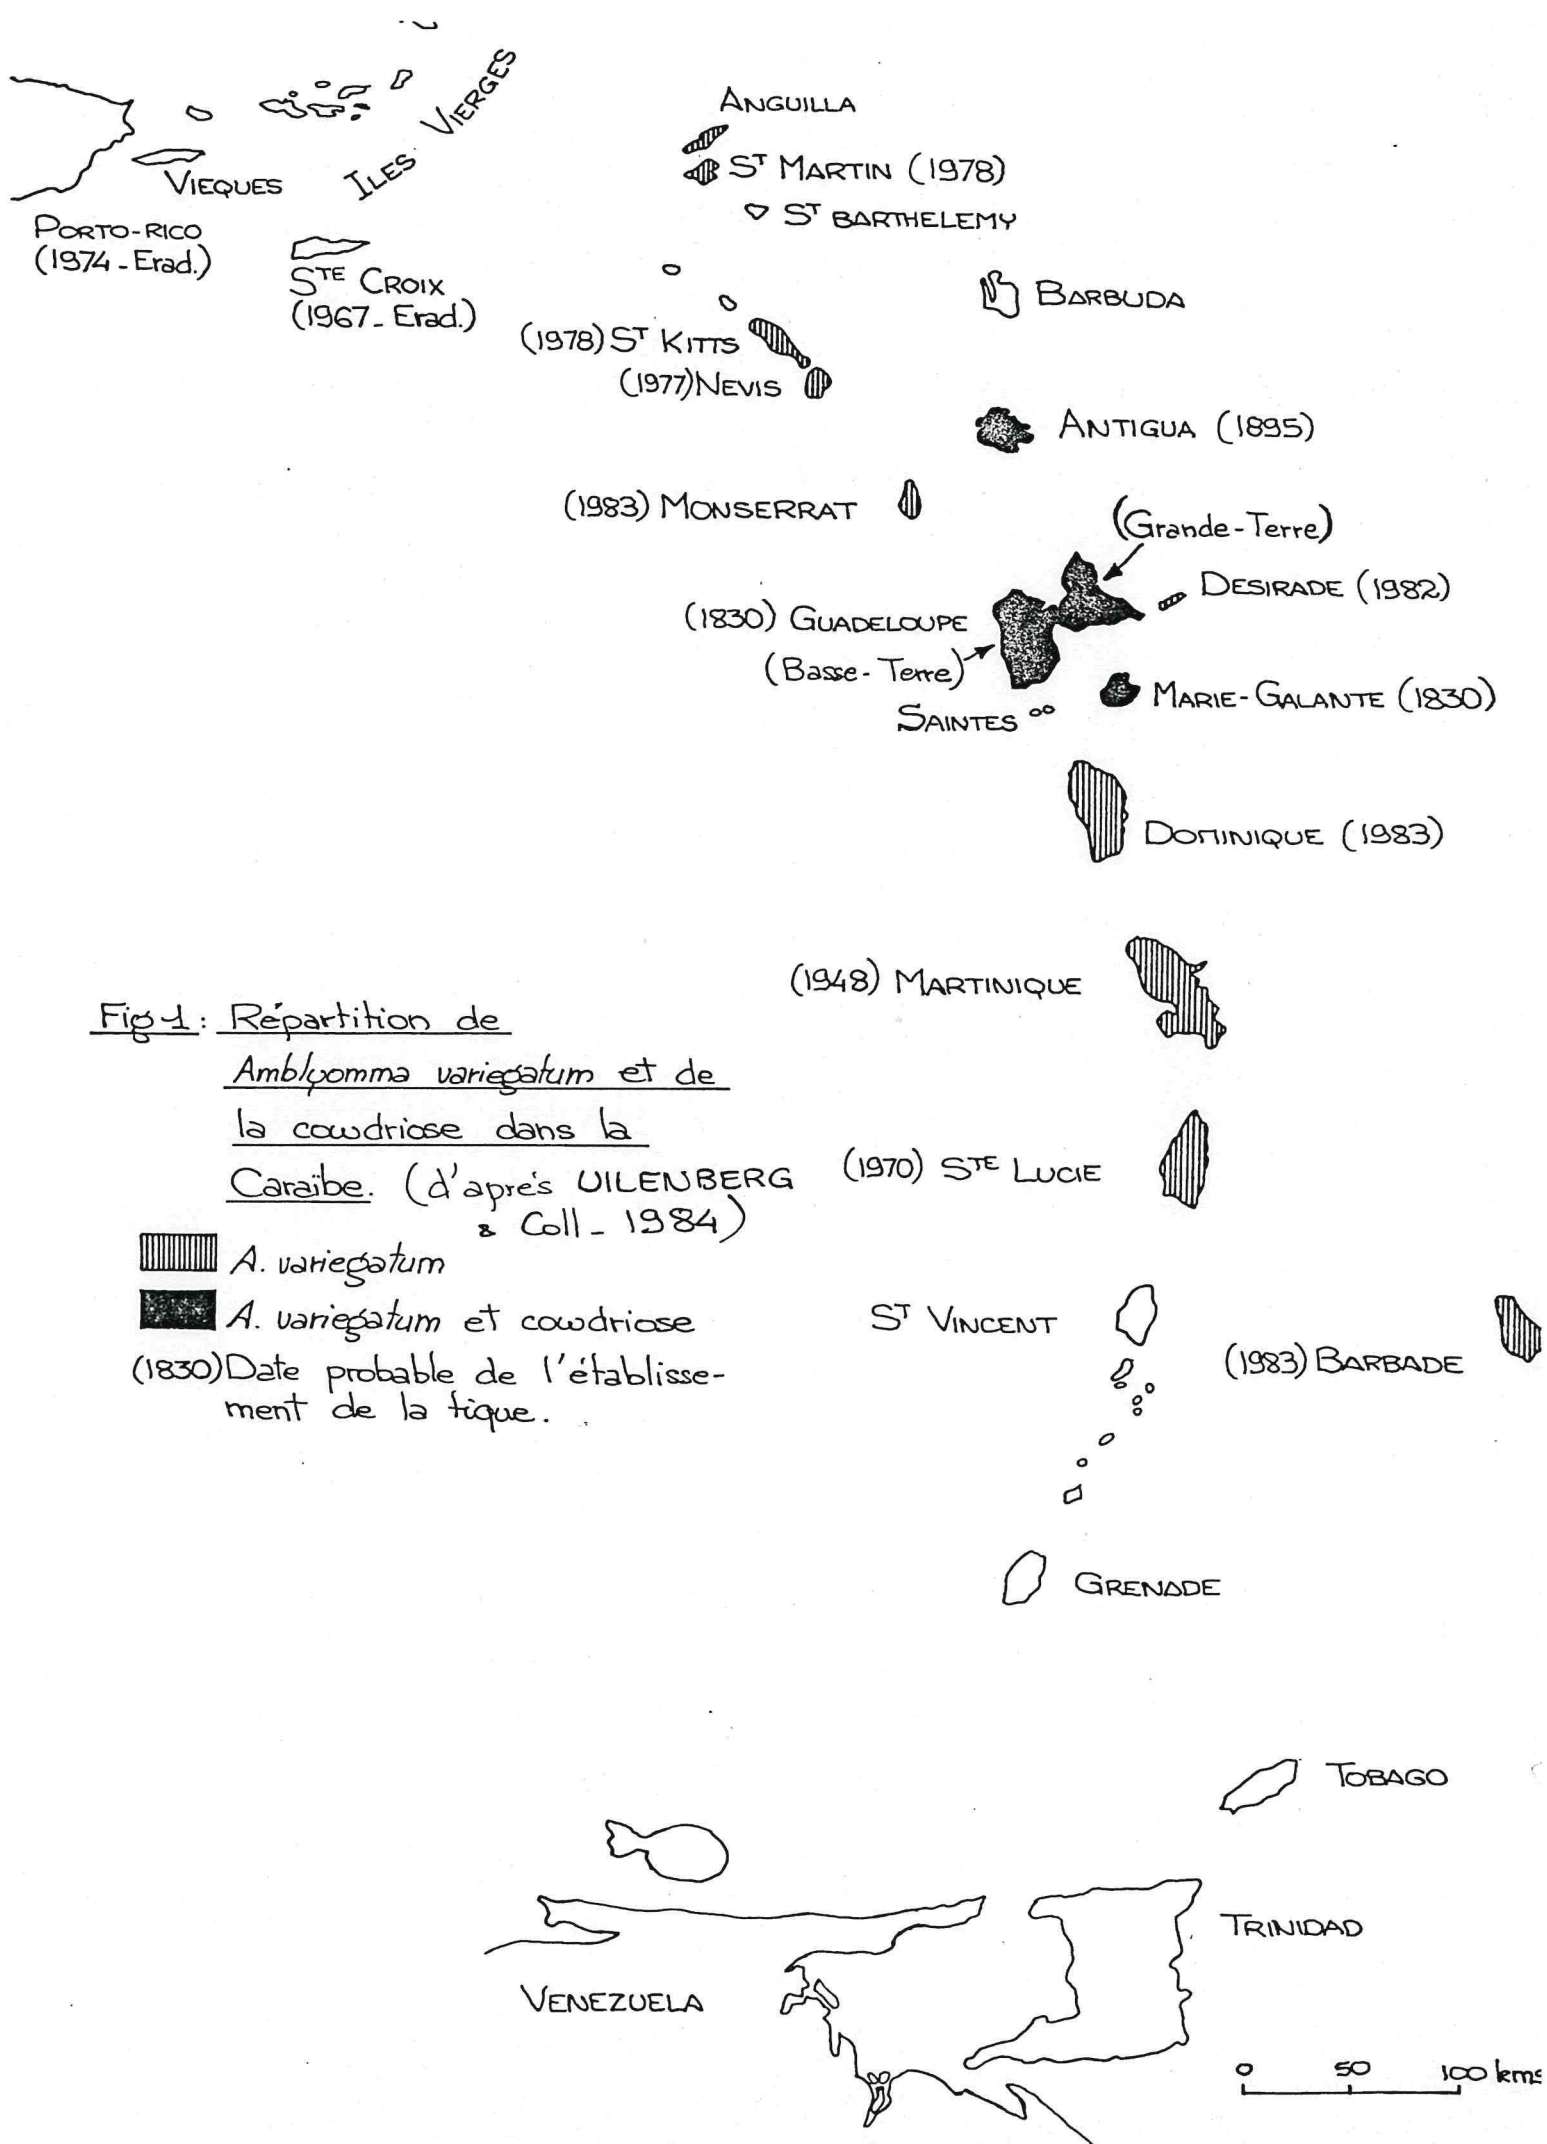 ANGUILLA
ST MARTIN (1978)
ST BARTHELEMY
ILES VIERGES
VIEQUES
PORTO-RICO
(1974 - Erad.)
STE CROIX
(1967 - Erad.)
BARBUDA
(1978) ST KITTS
(1977) NEVIS
ANTIGUA (1895)
(1983) MONSERRAT
(Grande-Terre)
DESIRADE (1982)
(1830) GUADELOUPE
(Basse-Terre)
MARIE-GALANTE (1830)
SAINTES
DOMINIQUE (1983)
(1948) MARTINIQUE
Fig 1 : Répartition de
Amblyomma variegatum et de
la cowdriose dans la
Caraïbe. (d'après UILENBERG
& Coll - 1984)
A. variegatum
A. variegatum et cowdriose
(1830) Date probable de l'établisse-
ment de la tique.
(1970) STE LUCIE
ST VINCENT
(1983) BARBADE
GRENADE
TOBAGO
TRINIDAD
VENEZUELA
0 50 100 kms